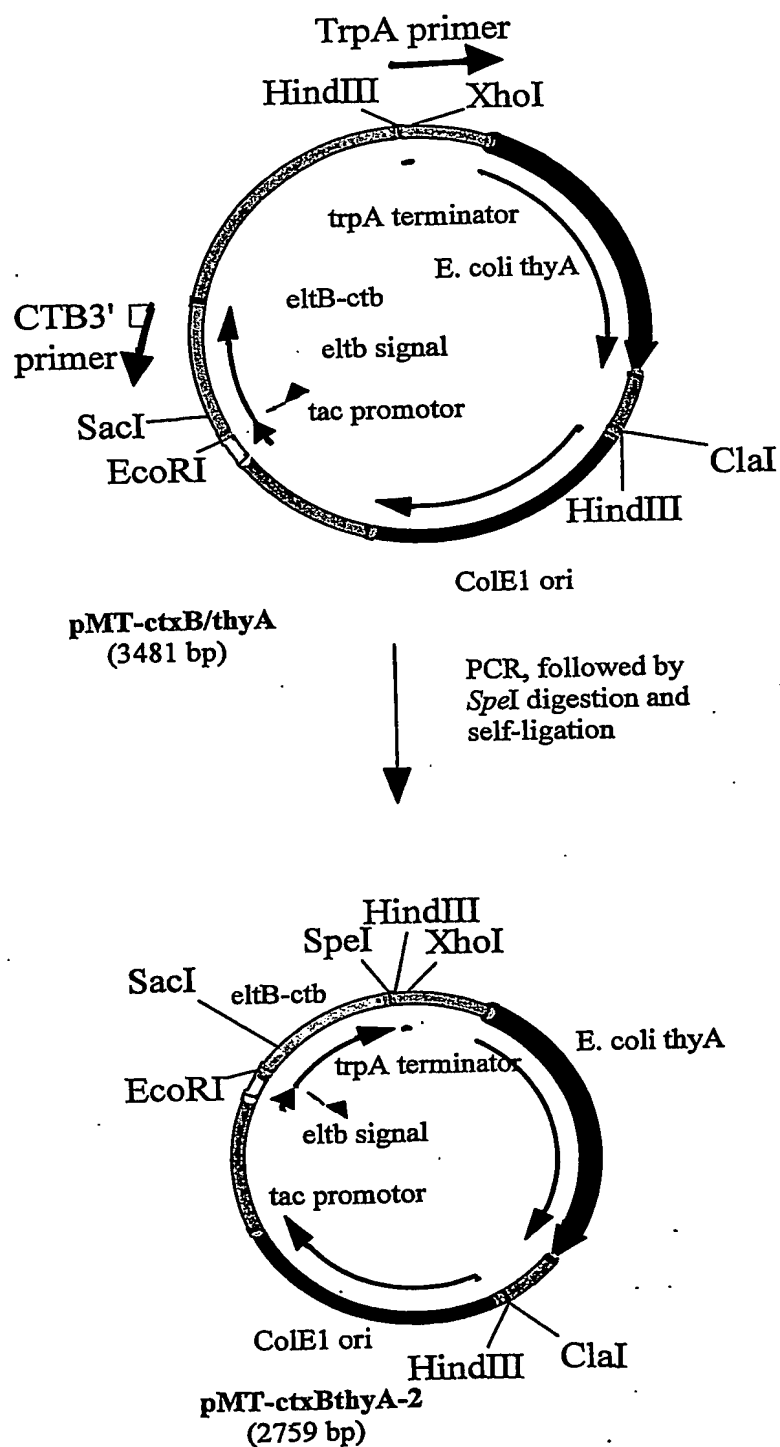 TrpA primer
HindIII
XhoI
trpA terminator
E. coli thyA
eltB-ctb
CTB3'
primer
eltb signal
tac promotor
SacI
EcoRI
ClaI
HindIII
ColE1 ori
pMT-ctxB/thyA
(3481 bp)
PCR, followed by
SpeI digestion and
self-ligation
HindIII
SpeI
XhoI
SacI
eltB-ctb
E. coli thyA
trpA terminator
EcoRI
eltb signal
tac promotor
ColE1 ori
HindIII
ClaI
pMT-ctxBthyA-2
(2759 bp)